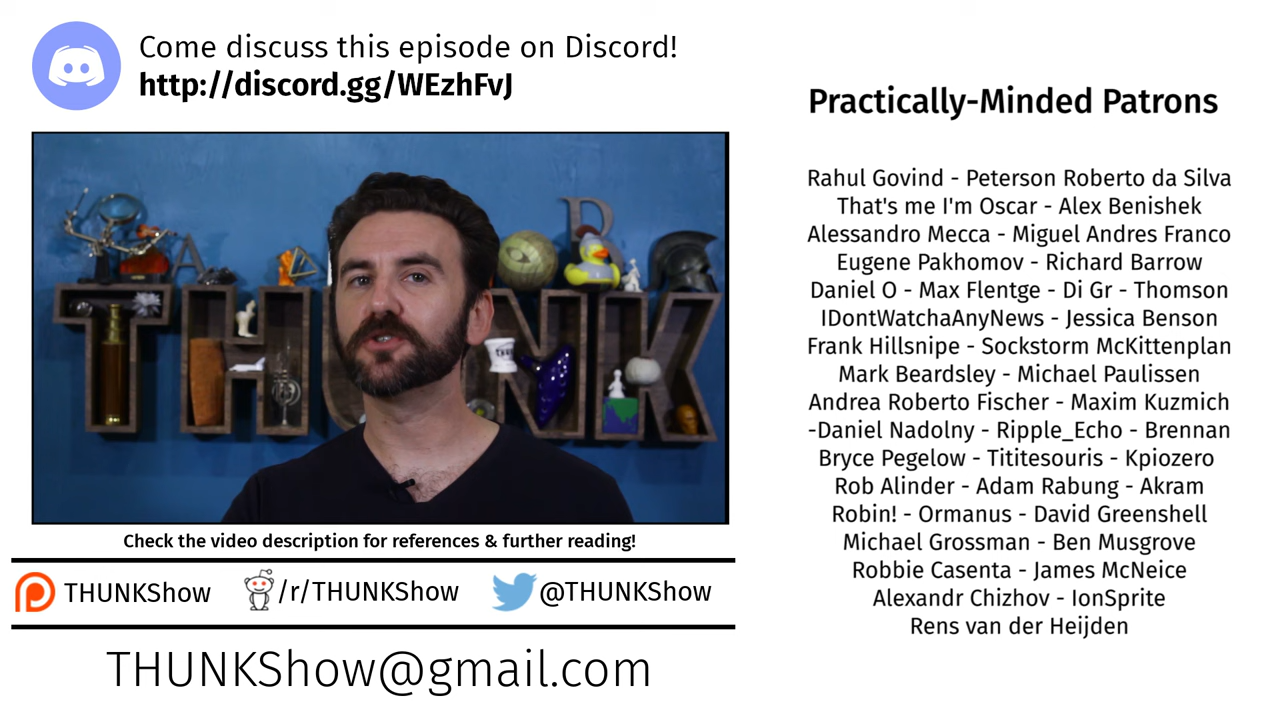 Come discuss this episode on Discord!
http://discord.gg/WEzhFvJ
THUNK
Check the video description for references & further reading!
THUNKShow
/r/THUNKShow
@THUNKShow
THUNKShow@gmail.com
Practically-Minded Patrons
Rahul Govind - Peterson Roberto da Silva
That's me I'm Oscar - Alex Benishek
Alessandro Mecca - Miguel Andres Franco
Eugene Pakhomov - Richard Barrow
Daniel O - Max Flentge - Di Gr - Thomson
IDontWatchaAnyNews - Jessica Benson
Frank Hillsnipe - Sockstorm McKittenplan
Mark Beardsley - Michael Paulissen
Andrea Roberto Fischer - Maxim Kuzmich
-Daniel Nadolny - Ripple_Echo - Brennan
Bryce Pegelow - Tititesouris - Kpiozero
Rob Alinder - Adam Rabung - Akram
Robin! - Ormanus - David Greenshell
Michael Grossman - Ben Musgrove
Robbie Casenta - James McNeice
Alexandr Chizhov - IonSprite
Rens van der Heijden